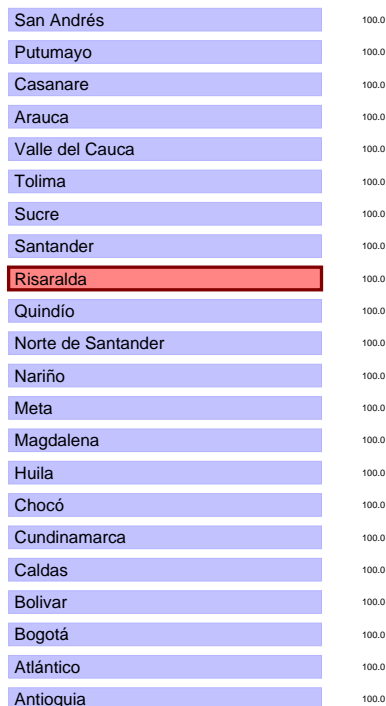 San Andrés 100.0
Putumayo 100.0
Casanare 100.0
Arauca 100.0
Valle del Cauca 100.0
Tolima 100.0
Sucre 100.0
Santander 100.0
Risaralda 100.0
Quindío 100.0
Norte de Santander 100.0
Nariño 100.0
Meta 100.0
Magdalena 100.0
Huila 100.0
Chocó 100.0
Cundinamarca 100.0
Caldas 100.0
Bolivar 100.0
Bogotá 100.0
Atlántico 100.0
Antioquia 100.0